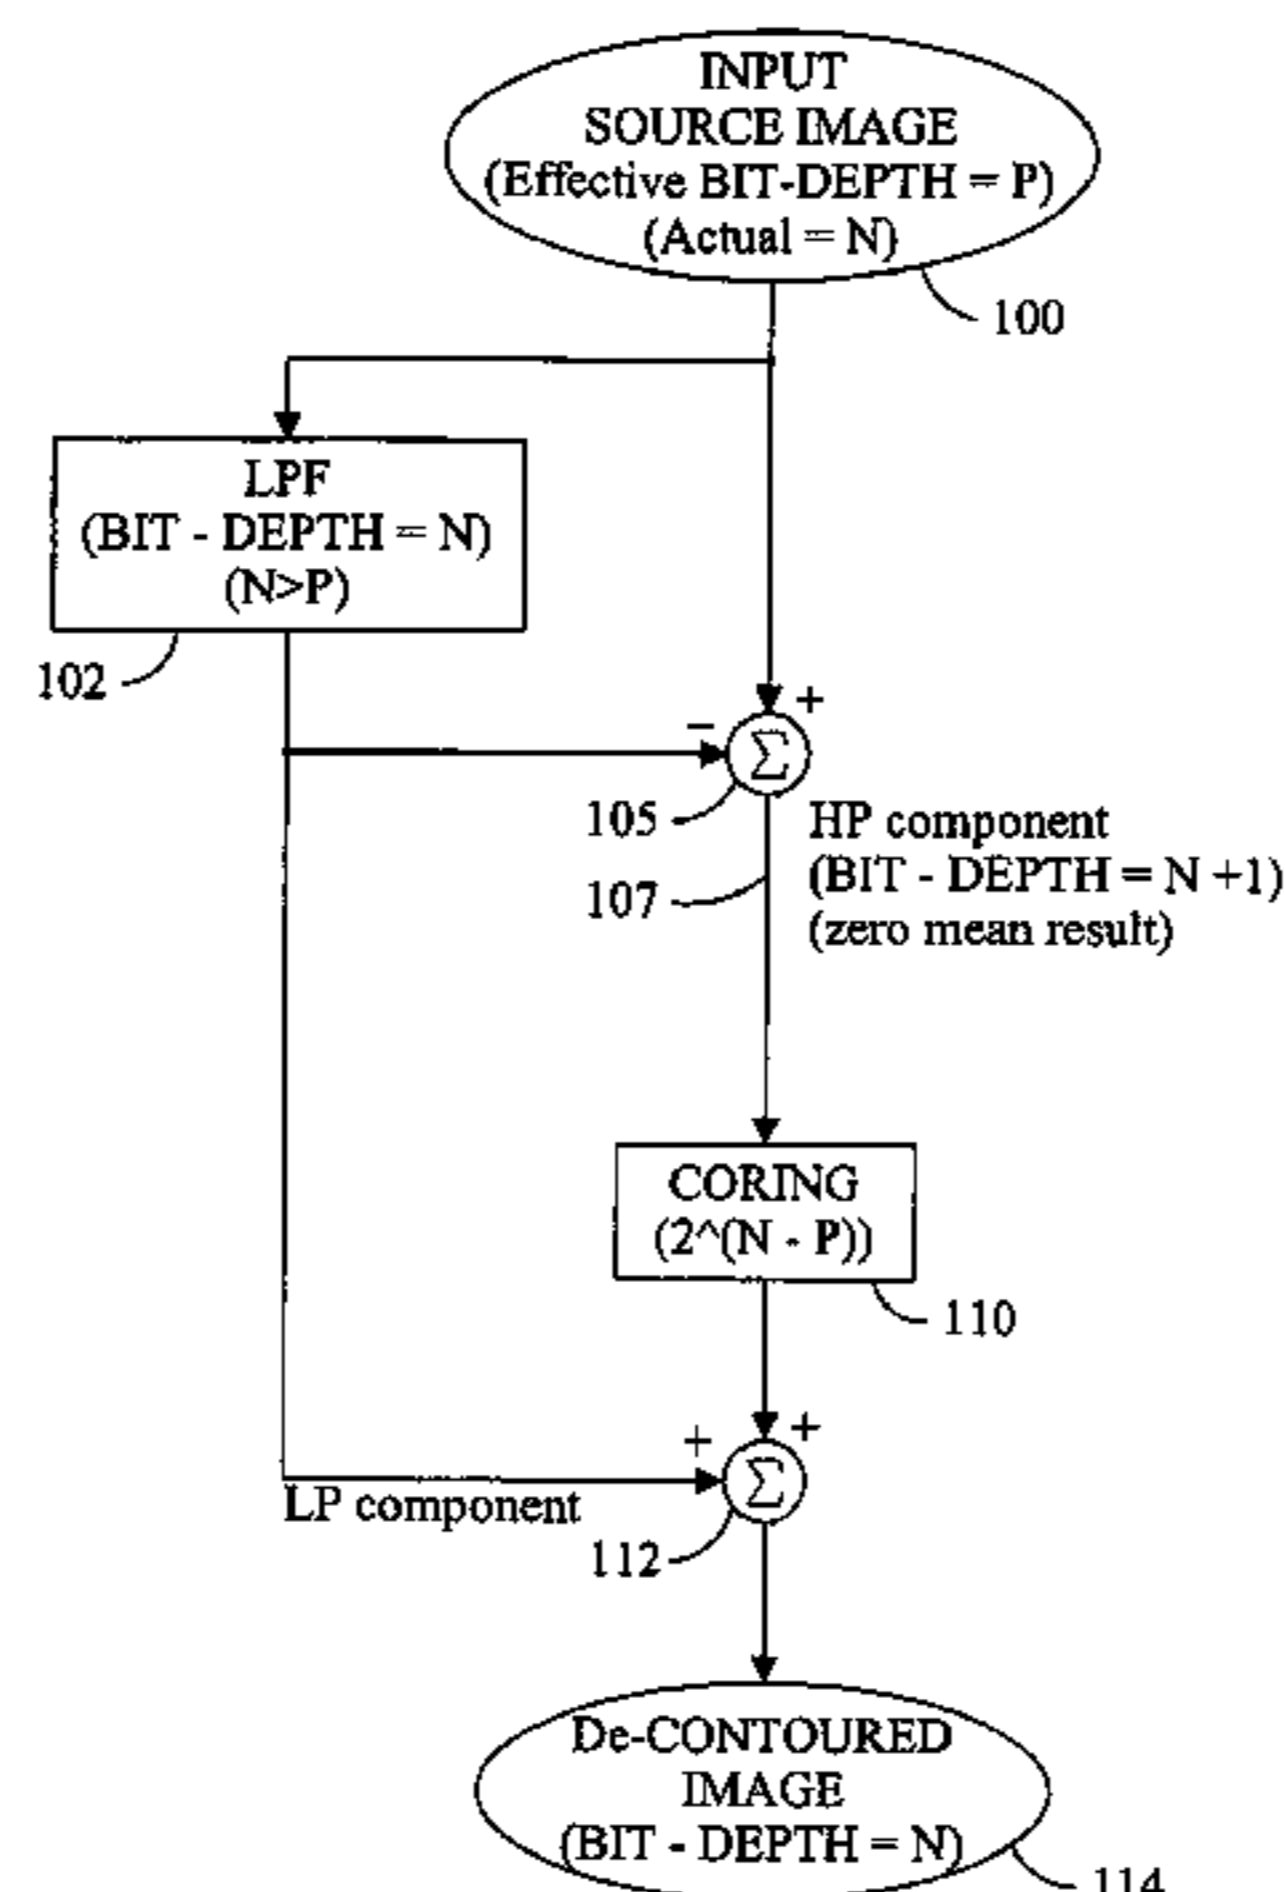 INPUT
SOURCE IMAGE
(Effective BIT-DEPTH = P)
(Actual = N)
100
LPF
(BIT - DEPTH = N)
(N>P)
102
+
−
Σ
105
HP component
(BIT - DEPTH = N +1)
(zero mean result)
107
CORING
(2^(N - P))
110
+
+
Σ
LP component
112
De-CONTOURED
IMAGE
(BIT - DEPTH = N)
114